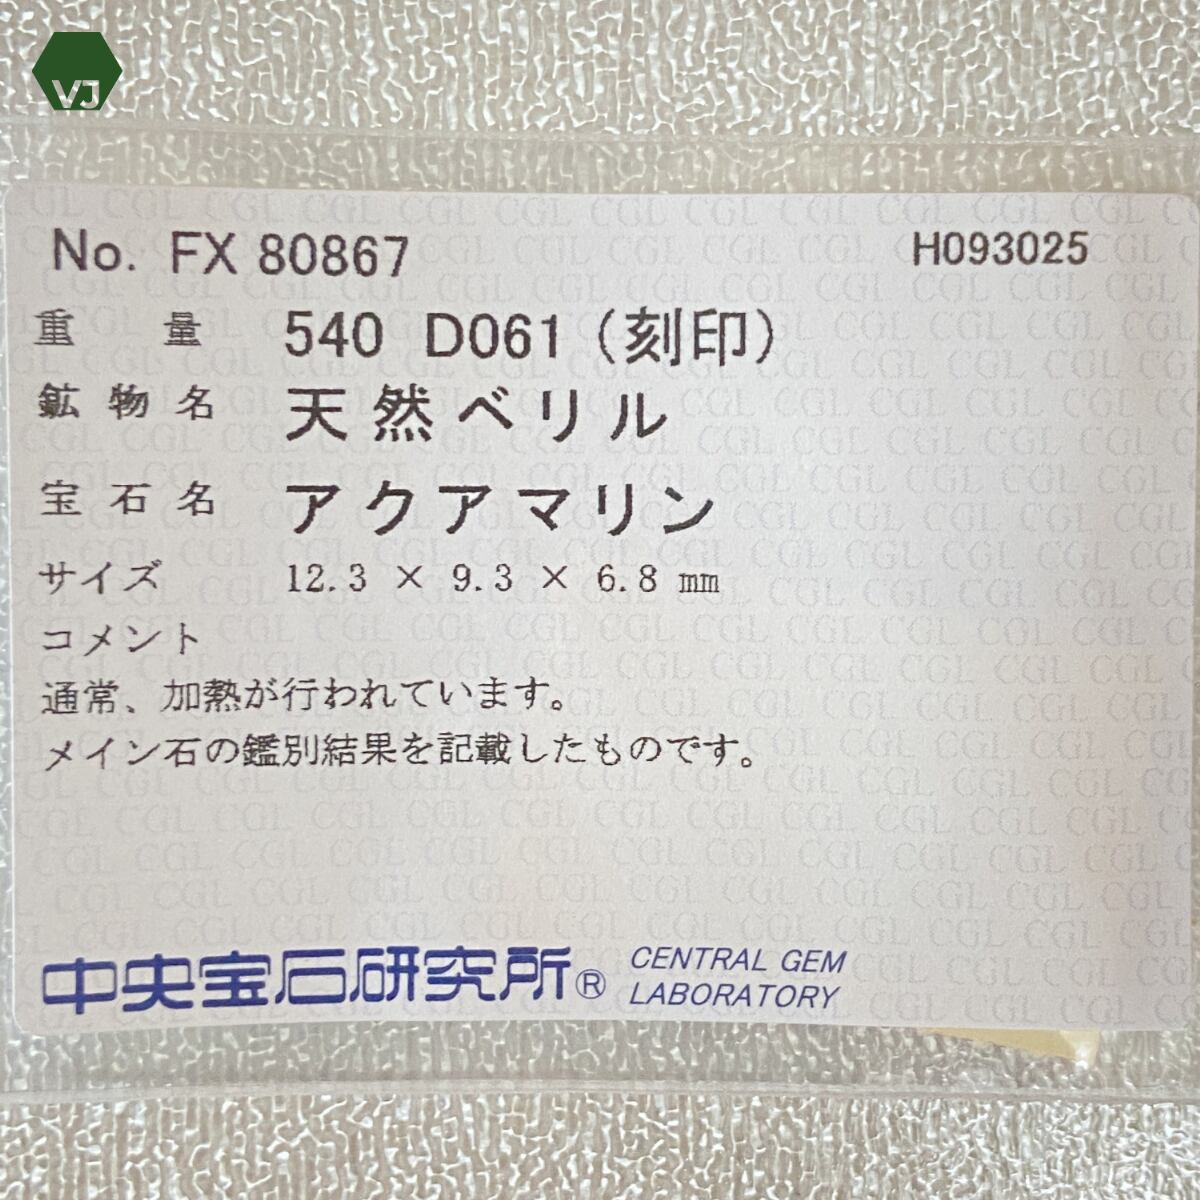 VJ
No. FX 80867 H093025
重量 540 D061 (刻印)
鉱物名 天然ベリル
宝石名 アクアマリン
サイズ 12.3 × 9.3 × 6.8 mm
コメント
通常、加熱が行われています。
メイン石の鑑別結果を記載したものです。
中央宝石研究所® CENTRAL GEM
LABORATORY